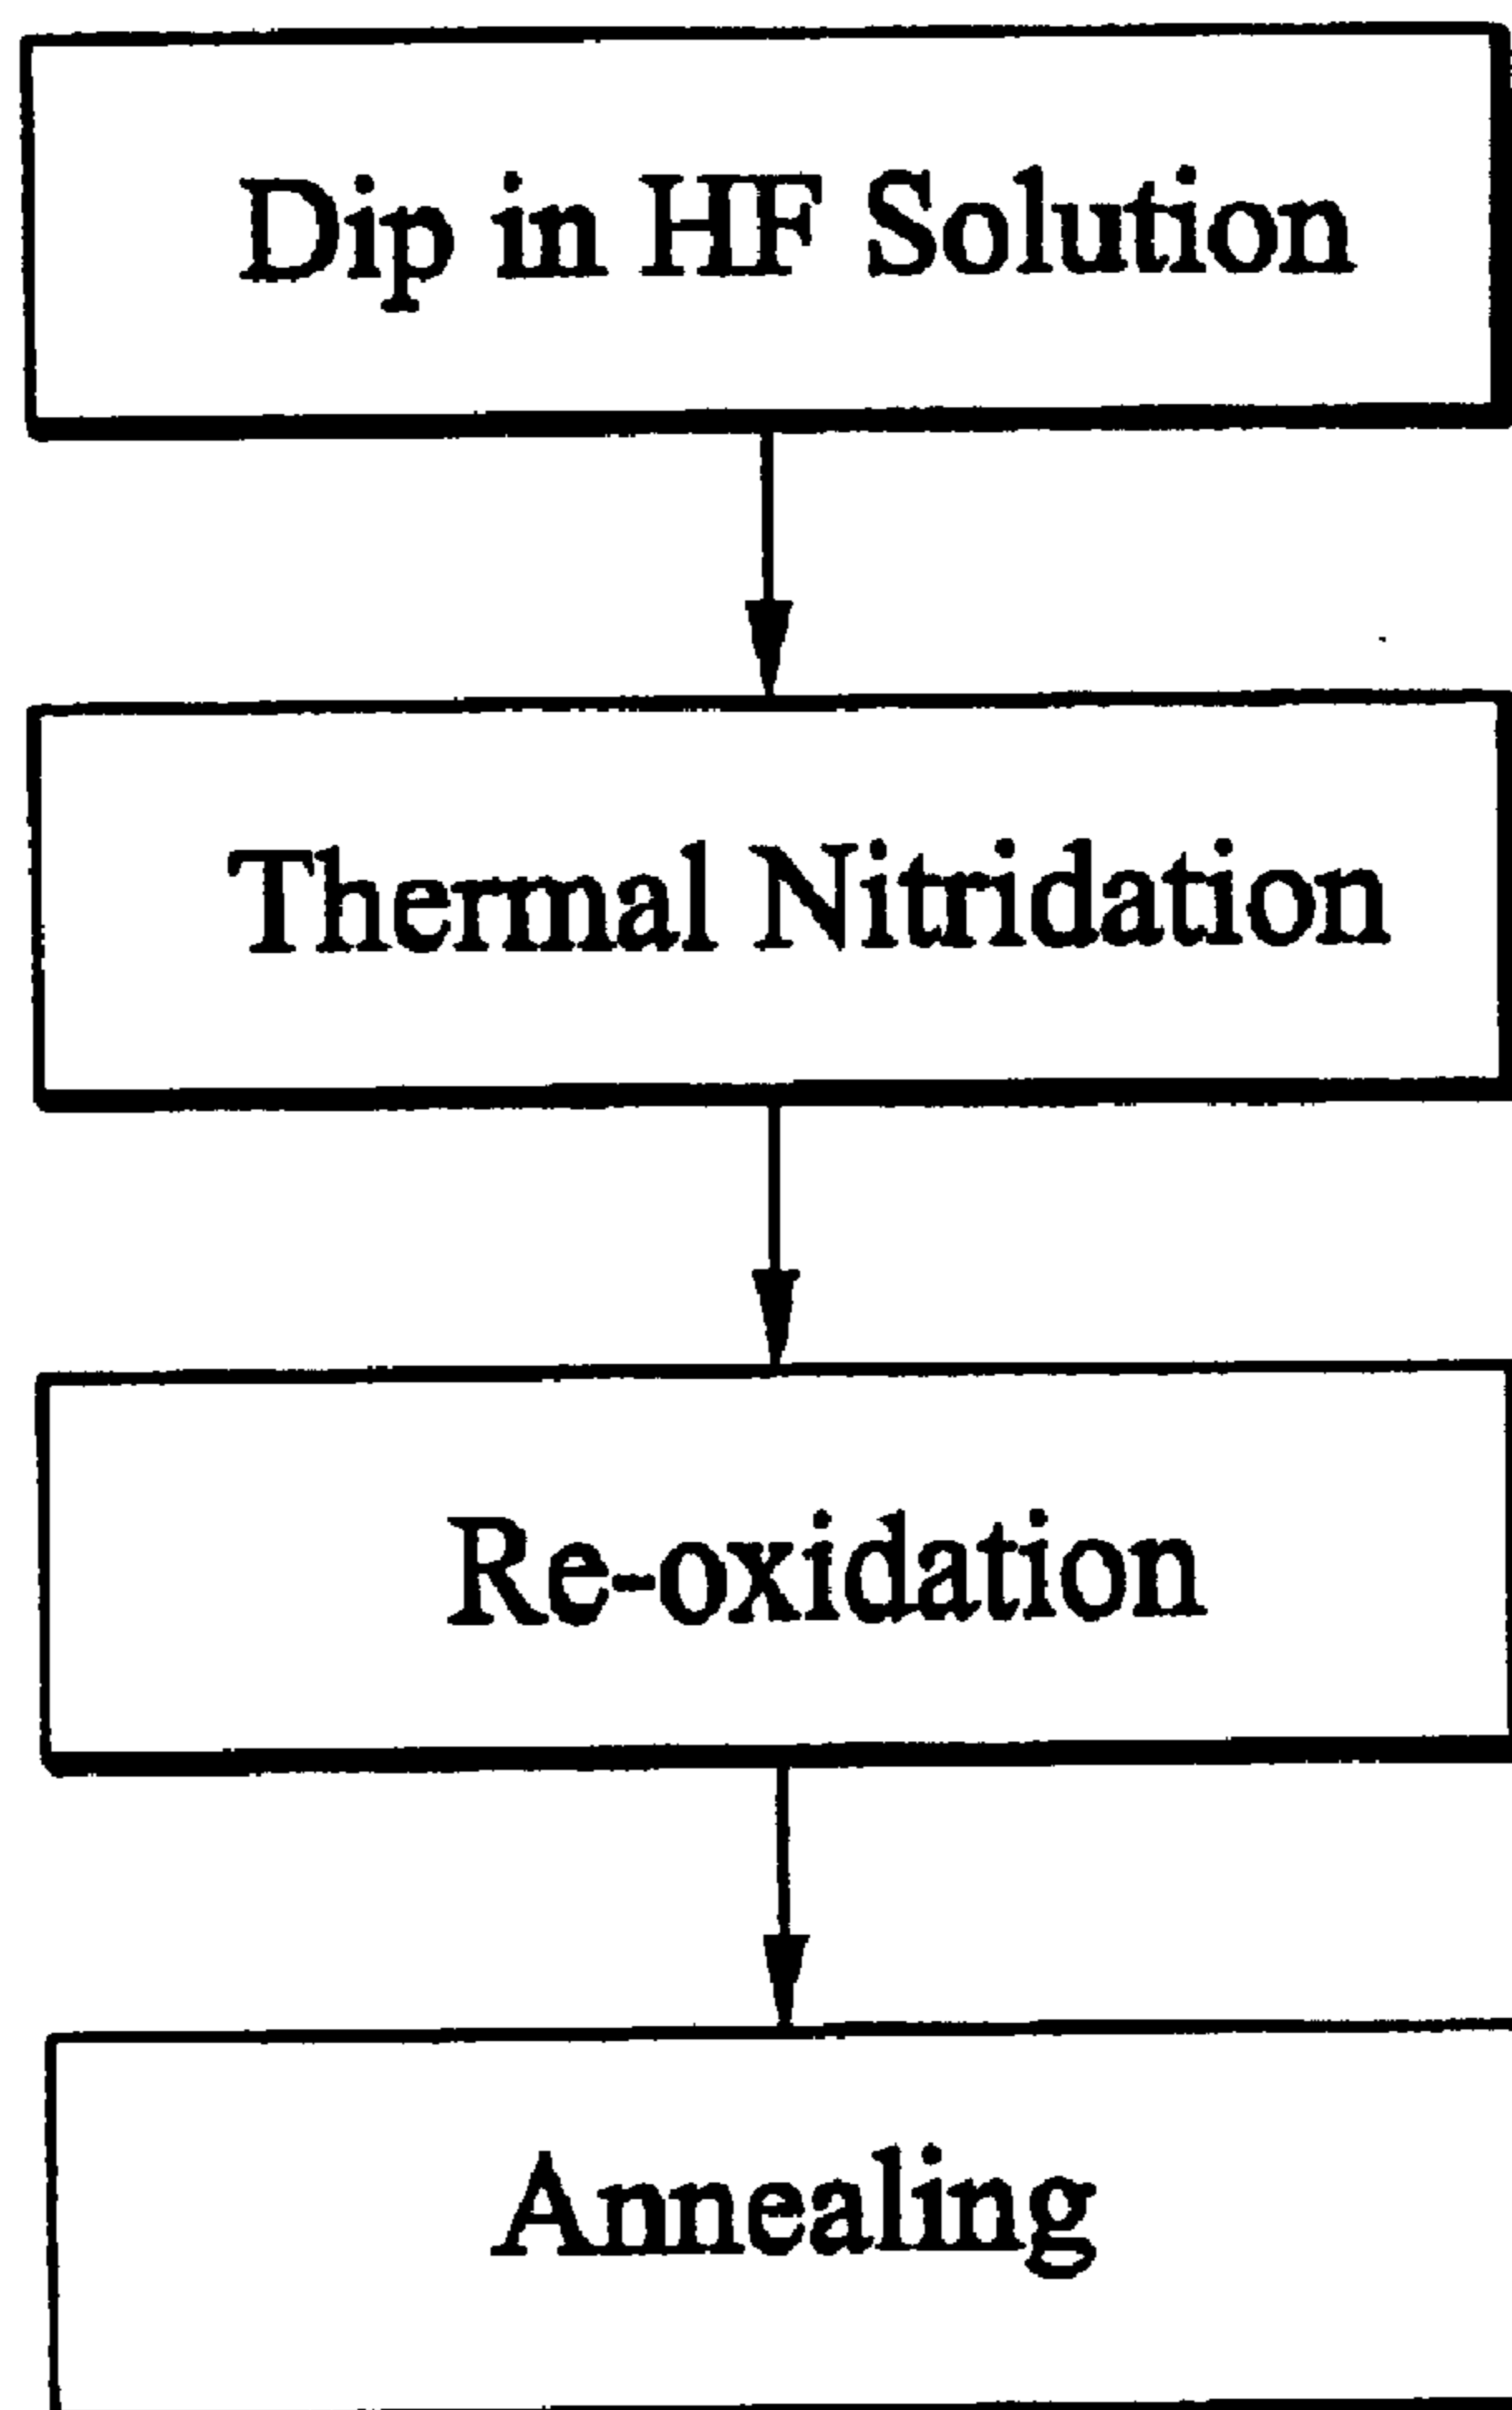 Dip in HF Solution
Thermal Nitridation
Re-oxidation
Annealing